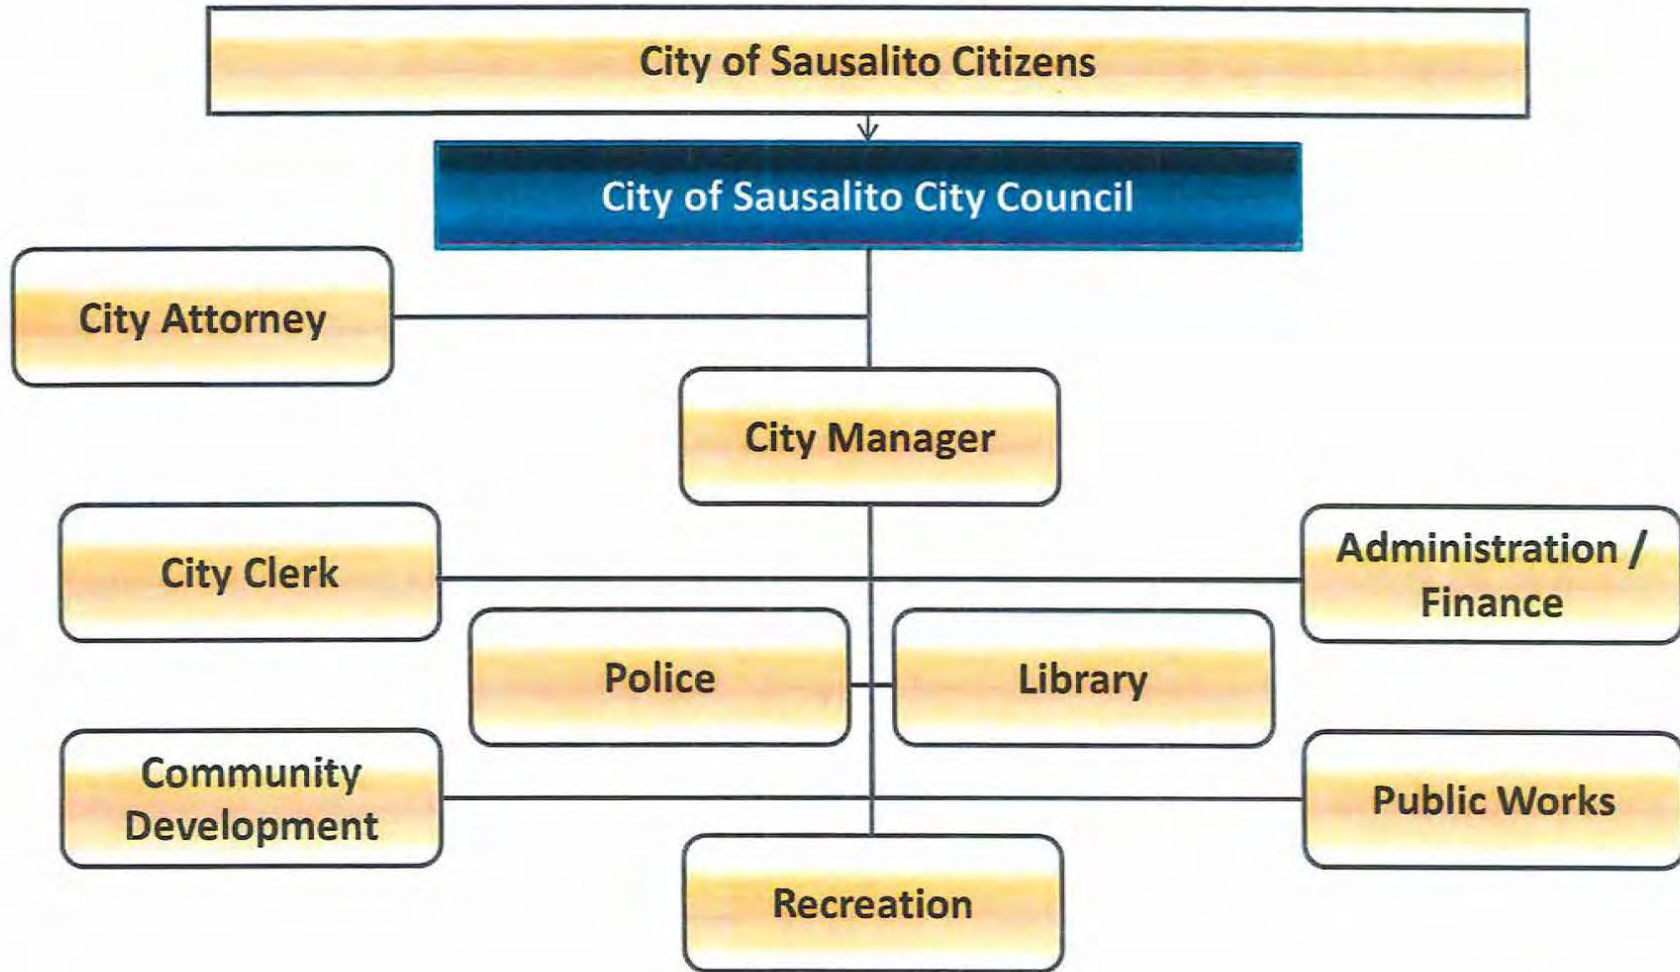 City of Sausalito Citizens
City of Sausalito City Council
City Attorney
City Manager
City Clerk
Administration /
Finance
Police
Library
Community
Development
Public Works
Recreation